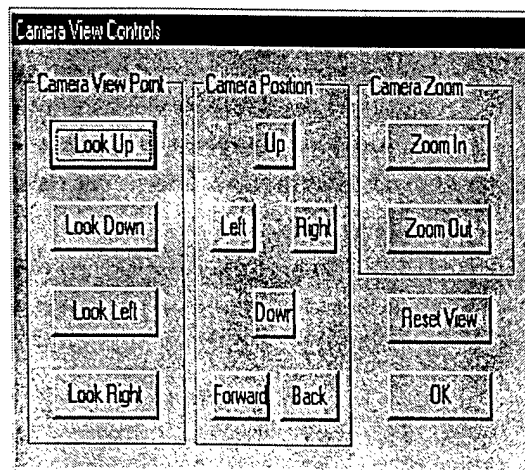 Camera View Controls
Camera View Point
Look Up
Look Down
Look Left
Look Right
Camera Position
Up
Left Right
Down
Forward Back
Camera Zoom
Zoom In
Zoom Out
Reset View
OK